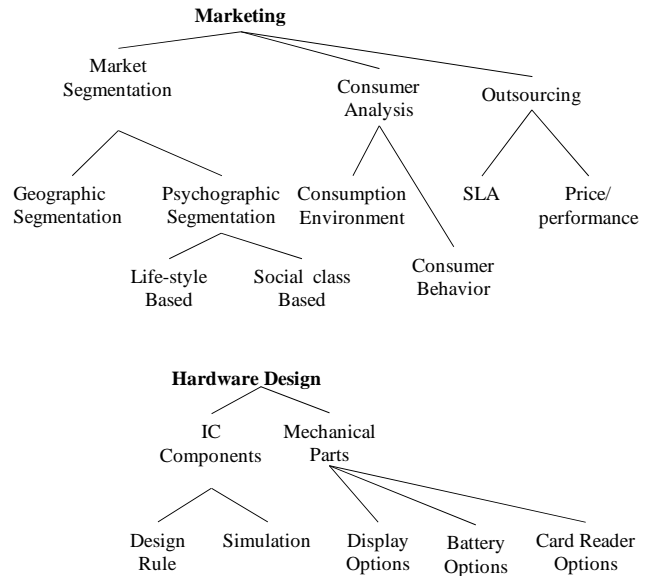 Marketing
Market
Segmentation
Consumer
Analysis
Outsourcing
Geographic
Segmentation
Psychographic
Segmentation
Consumption
Environment
SLA
Price/
performance
Life-style
Based
Social class
Based
Consumer
Behavior
Hardware Design
IC
Components
Mechanical
Parts
Design
Rule
Simulation
Display
Options
Battery
Options
Card Reader
Options